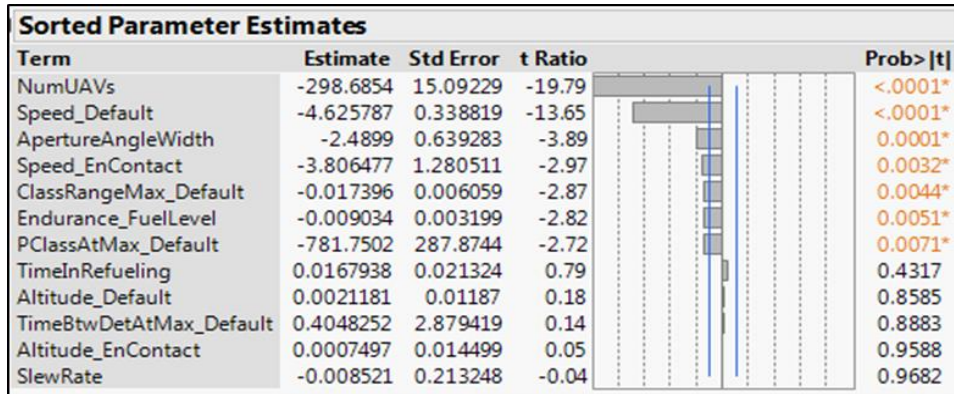 Sorted Parameter Estimates
Term Estimate Std Error t Ratio Prob>|t|
NumUAVs -298.6854 15.09229 -19.79 <.0001*
Speed_Default -4.625787 0.338819 -13.65 <.0001*
ApertureAngleWidth -2.4899 0.639283 -3.89 0.0001*
Speed_EnContact -3.806477 1.280511 -2.97 0.0032*
ClassRangeMax_Default -0.017396 0.006059 -2.87 0.0044*
Endurance_FuelLevel -0.009034 0.003199 -2.82 0.0051*
PClassAtMax_Default -781.7502 287.8744 -2.72 0.0071*
TimeInRefueling 0.0167938 0.021324 0.79 0.4317
Altitude_Default 0.0021181 0.01187 0.18 0.8585
TimeBtwDetAtMax_Default 0.4048252 2.879419 0.14 0.8883
Altitude_EnContact 0.0007497 0.014499 0.05 0.9588
SlewRate -0.008521 0.213248 -0.04 0.9682